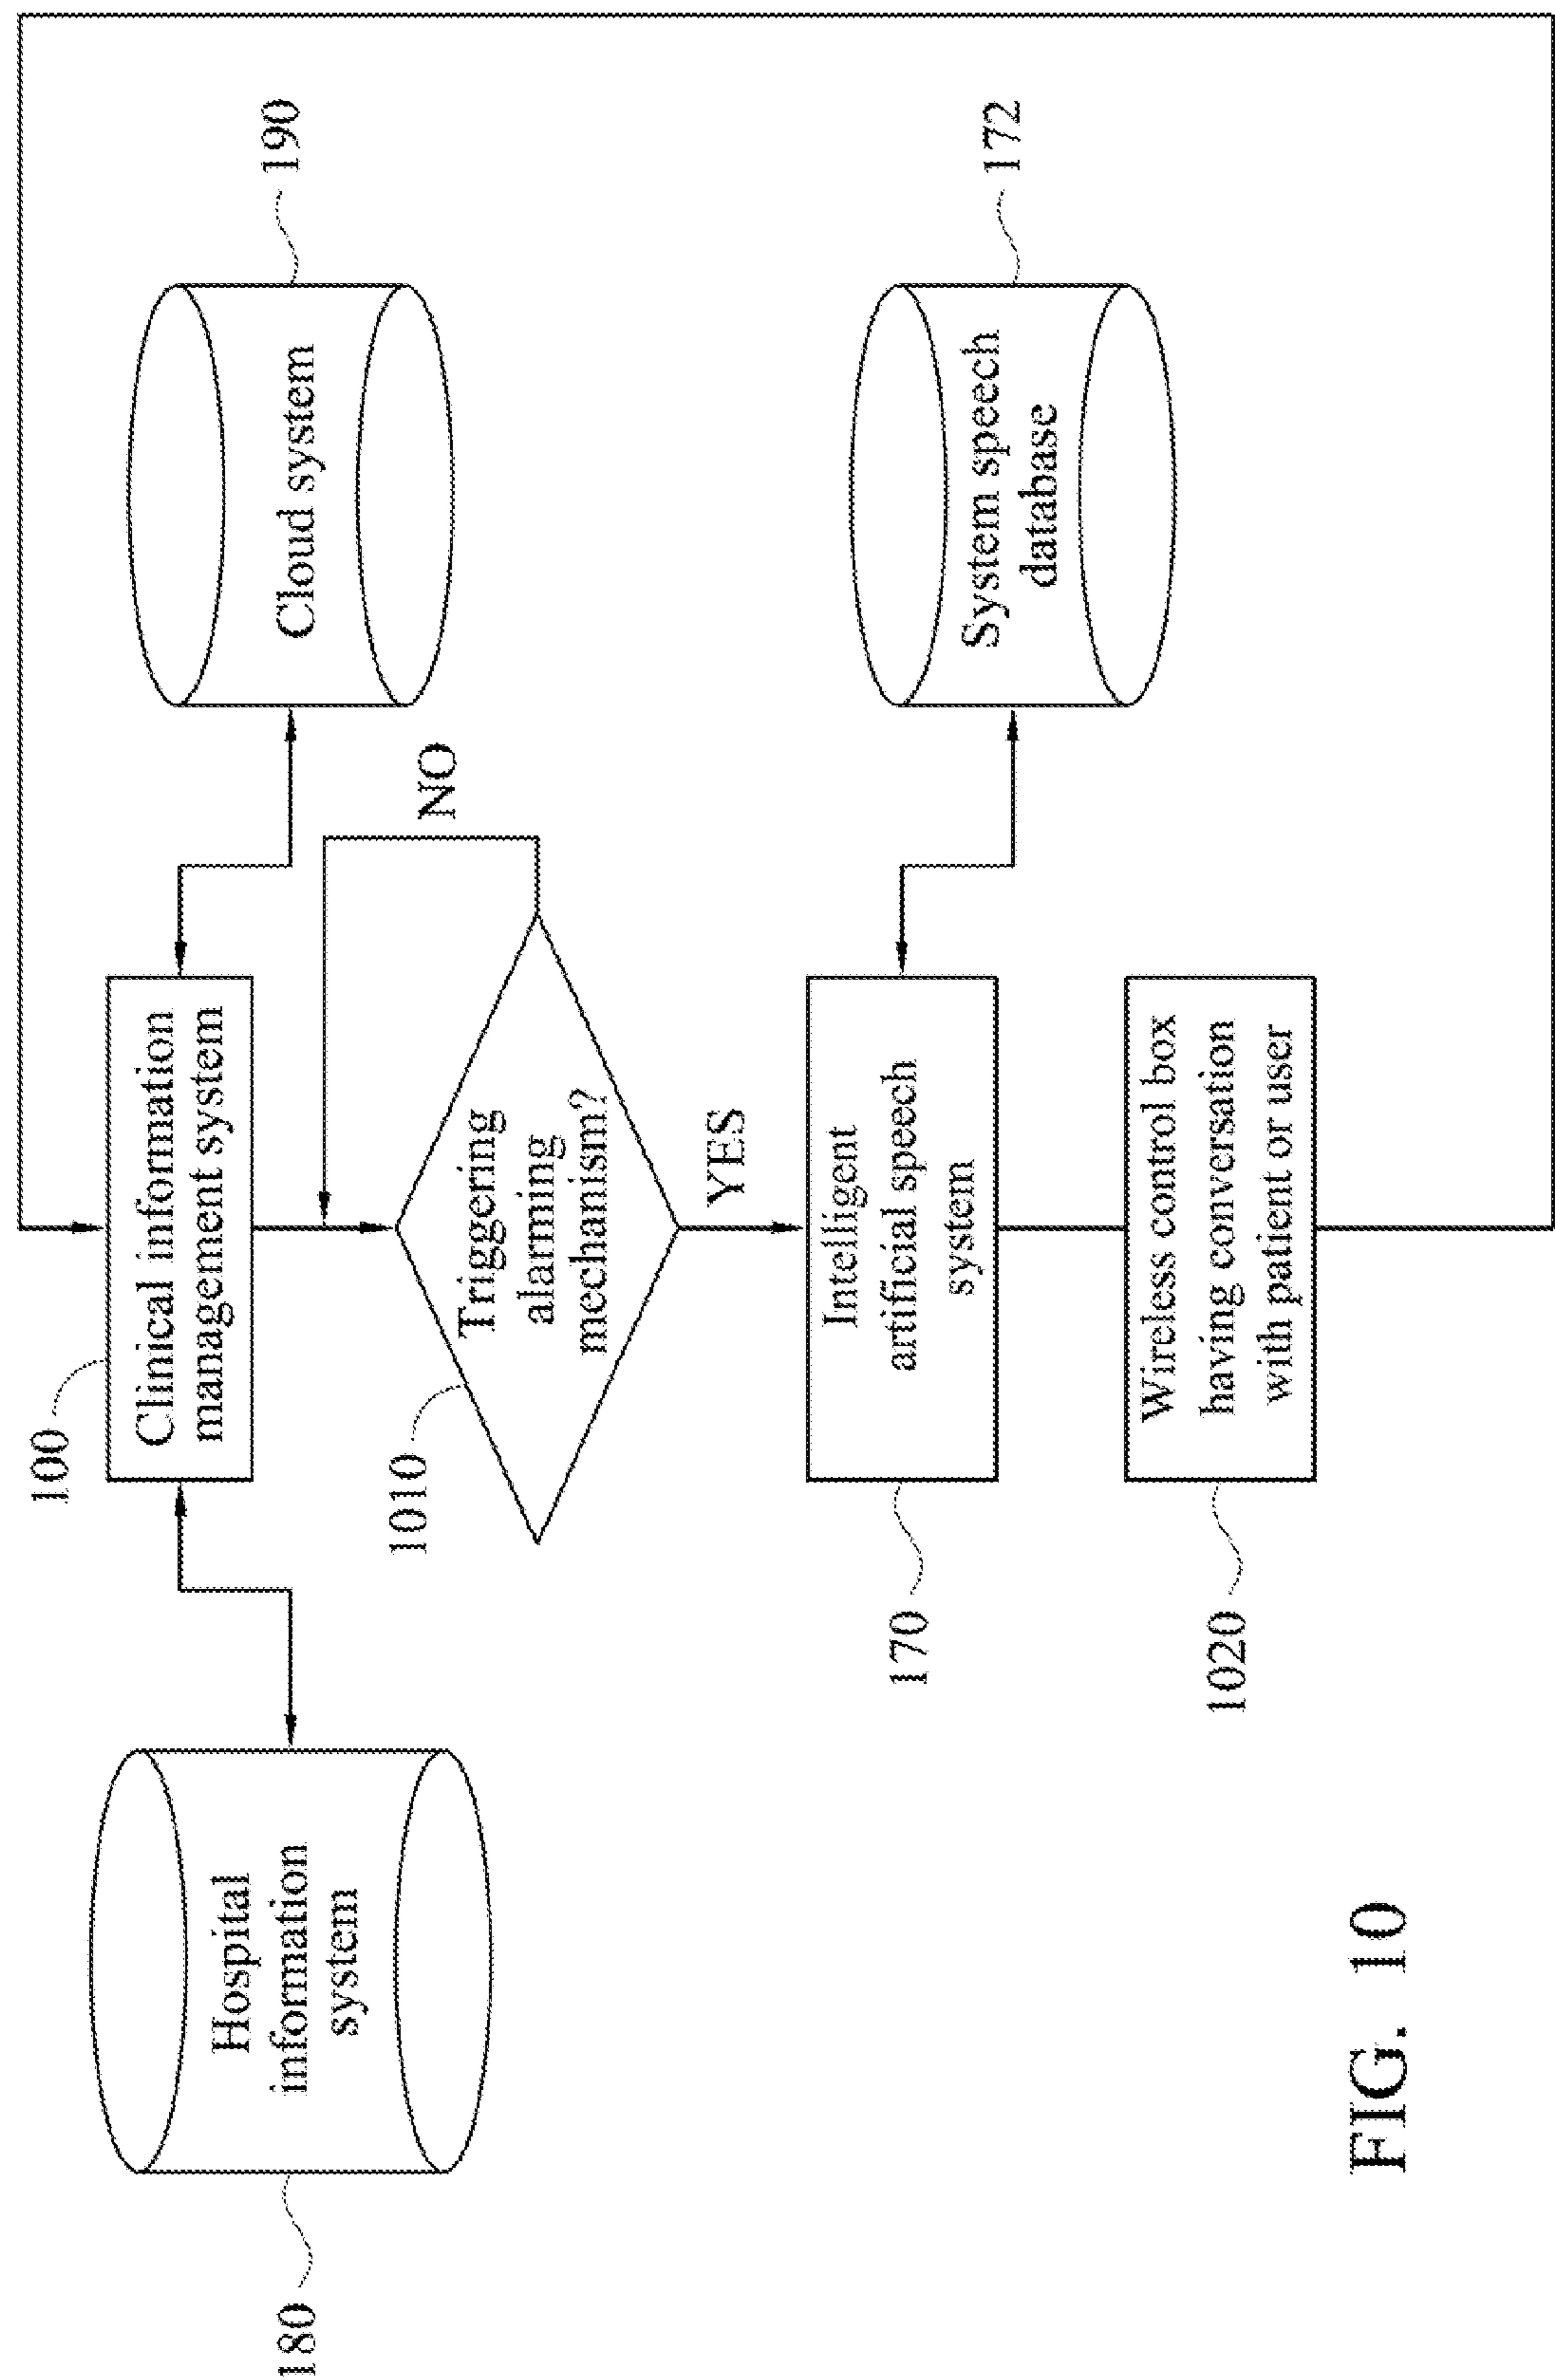 180
Hospital
information
system
100
Clinical information
management system
190
Cloud system
1010
Triggering
alarming
mechanism?
NO
YES
170
Intelligent
artificial speech
system
172
System speech
database
1020
Wireless control box
having conversation
with patient or user
FIG. 10